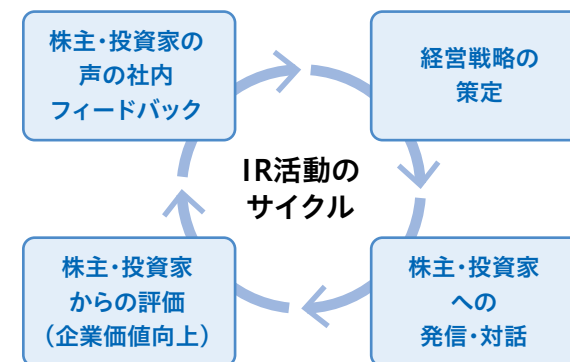 株主・投資家の
声の社内
フィードバック
経営戦略の
策定
IR活動の
サイクル
株主・投資家
からの評価
（企業価値向上）
株主・投資家
への
発信・対話